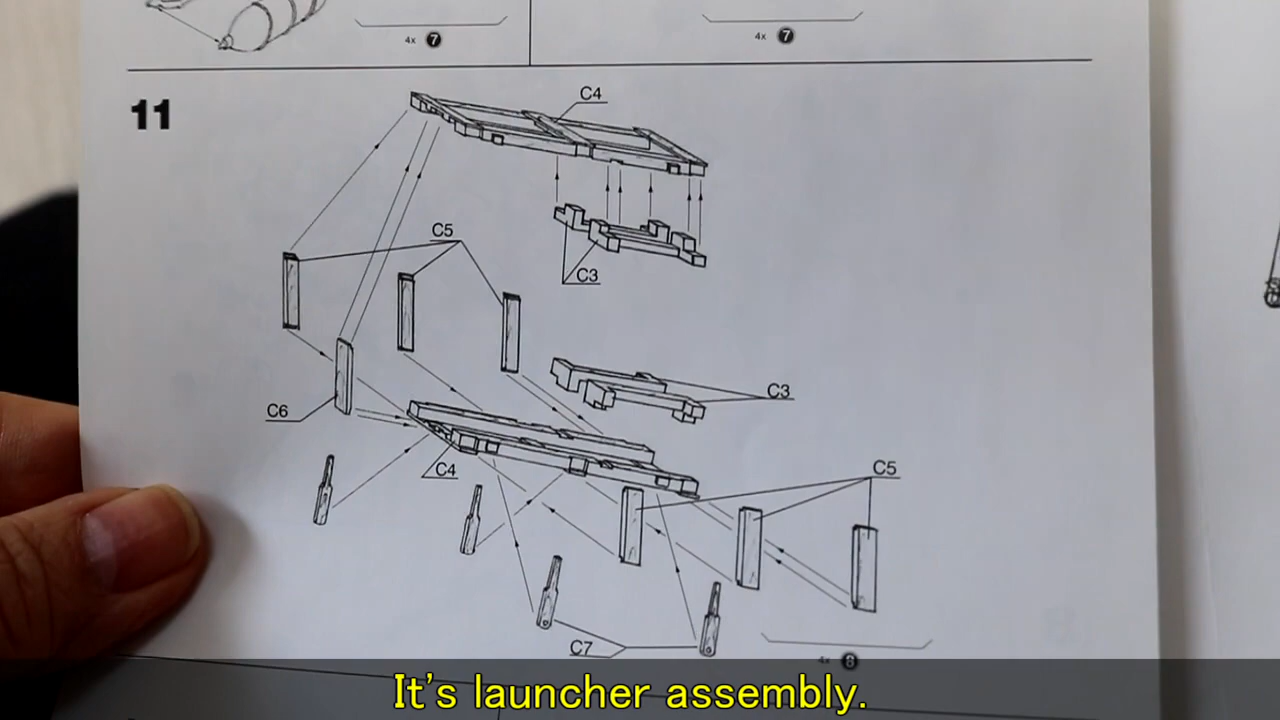 4x 7
4x 7
11
C4
C5
C3
C3
C6
C4
C5
C7
4x 8
It's launcher assembly.